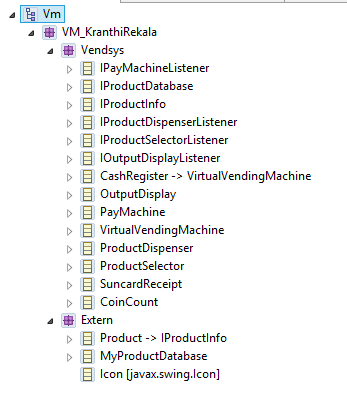 Vm
VM_KranthiRekala
Vendsys
IPayMachineListener
IProductDatabase
IProductInfo
IProductDispenserListener
IProductSelectorListener
IOutputDisplayListener
CashRegister -> VirtualVendingMachine
OutputDisplay
PayMachine
VirtualVendingMachine
ProductDispenser
ProductSelector
SuncardReceipt
CoinCount
Extern
Product -> IProductInfo
MyProductDatabase
Icon [javax.swing.Icon]